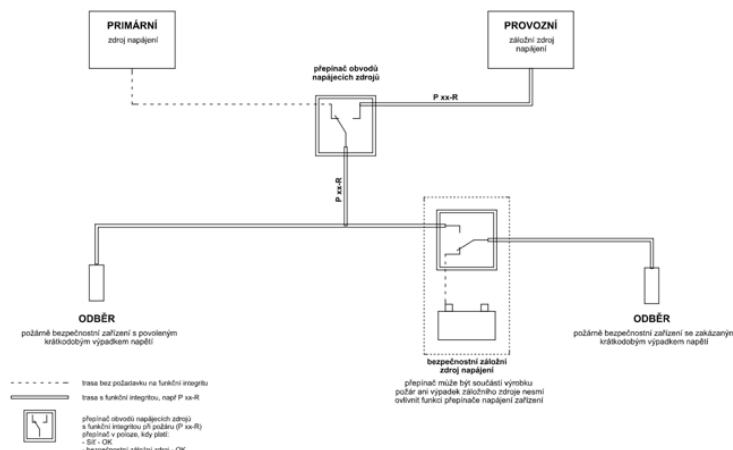 PRIMÁRNÍ
zdroj napájení
PROVOZNÍ
záložní zdroj
napájení
přepínač obvodů
napájecích zdrojů
P xx-R
P xx-R
ODBĚR
požárně bezpečnostní zařízení s povoleným
krátkodobým výpadkem napětí
ODBĚR
požárně bezpečnostní zařízení se zakázaným
krátkodobým výpadkem napětí
bezpečnostní záložní
zdroj napájení
přepínač může být součástí výrobku
požár ani výpadek záložního zdroje nesmí
ovlivnit funkci přepínače napájení zařízení
trasa bez požadavku na funkční integritu
trasa s funkční integritou, např P xx-R
přepínač obvodů napájecích zdrojů
s funkční integritou při požáru (P xx-R)
přepínač v poloze, kdy platí:
- Síť - OK
- bezpečnostní záložní zdroj - OK